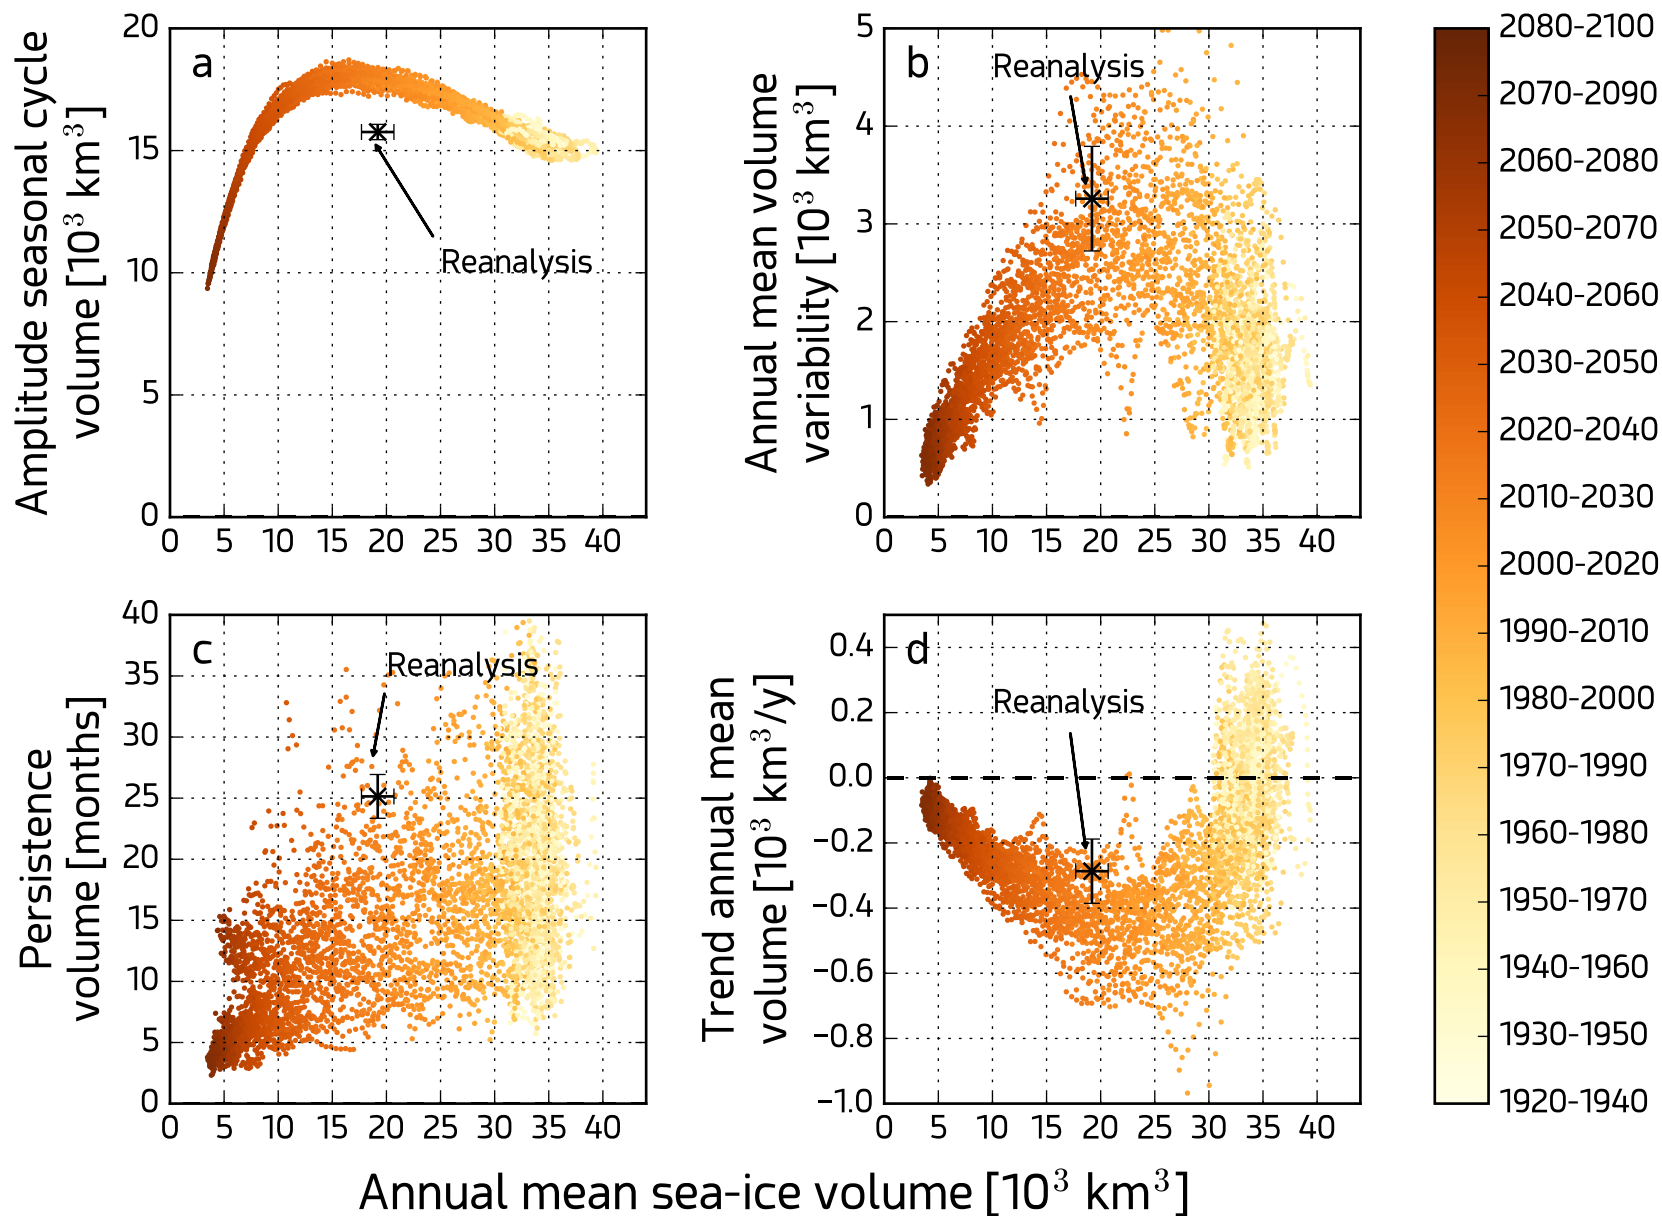 Amplitude seasonal cycle
volume [10³ km³]
20
15
10
5
0
a
Reanalysis
0 5 10 15 20 25 30 35 40
Annual mean volume
variability [10³ km³]
5
4
3
2
1
0
b
Reanalysis
0 5 10 15 20 25 30 35 40
Persistence
volume [months]
40
35
30
25
20
15
10
5
0
c
Reanalysis
0 5 10 15 20 25 30 35 40
Trend annual mean
volume [10³ km³/y]
0.4
0.2
0.0
−0.2
−0.4
−0.6
−0.8
−1.0
d
Reanalysis
0 5 10 15 20 25 30 35 40
Annual mean sea-ice volume [10³ km³]
2080-2100
2070-2090
2060-2080
2050-2070
2040-2060
2030-2050
2020-2040
2010-2030
2000-2020
1990-2010
1980-2000
1970-1990
1960-1980
1950-1970
1940-1960
1930-1950
1920-1940